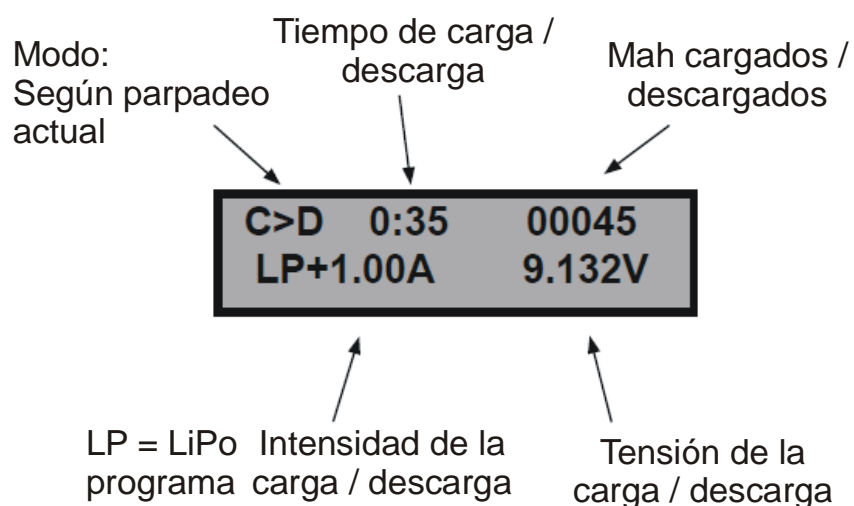 Modo:
Según parpadeo
actual
Tiempo de carga /
descarga
Mah cargados /
descargados
C>D 0:35 00045
LP+1.00A 9.132V
LP = LiPo
programa
Intensidad de la
carga / descarga
Tensión de la
carga / descarga